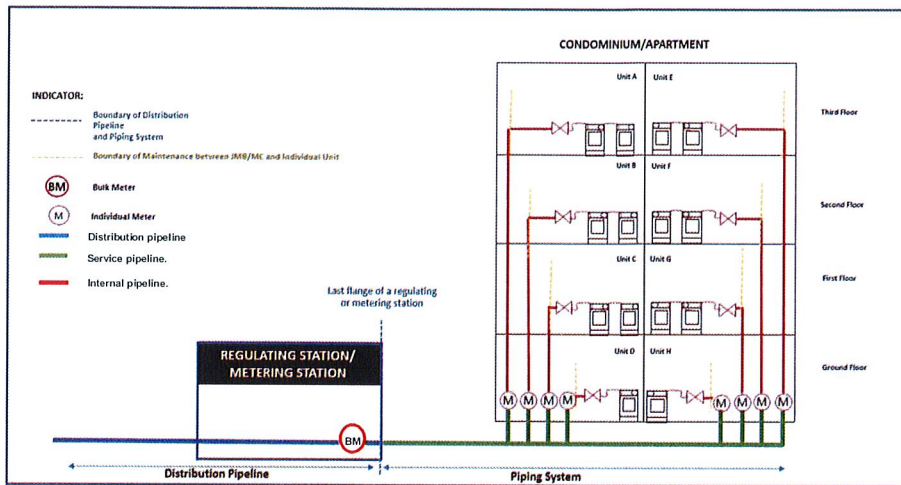 CONDOMINIUM/APARTMENT
Unit A
Unit E
Third Floor
INDICATOR:
Boundary of Distribution
Pipeline
and Piping System
Boundary of Maintenance between JMB/MC and Individual Unit
BM
Bulk Meter
M
Individual Meter
Distribution pipeline
Service pipeline.
Internal pipeline.
Unit B
Unit F
Second Floor
Unit C
Unit G
First Floor
Last flange of a regulating
or metering station
REGULATING STATION/
METERING STATION
Unit D
Unit H
Ground Floor
M
M
M
M
M
M
M
M
BM
Distribution Pipeline
Piping System